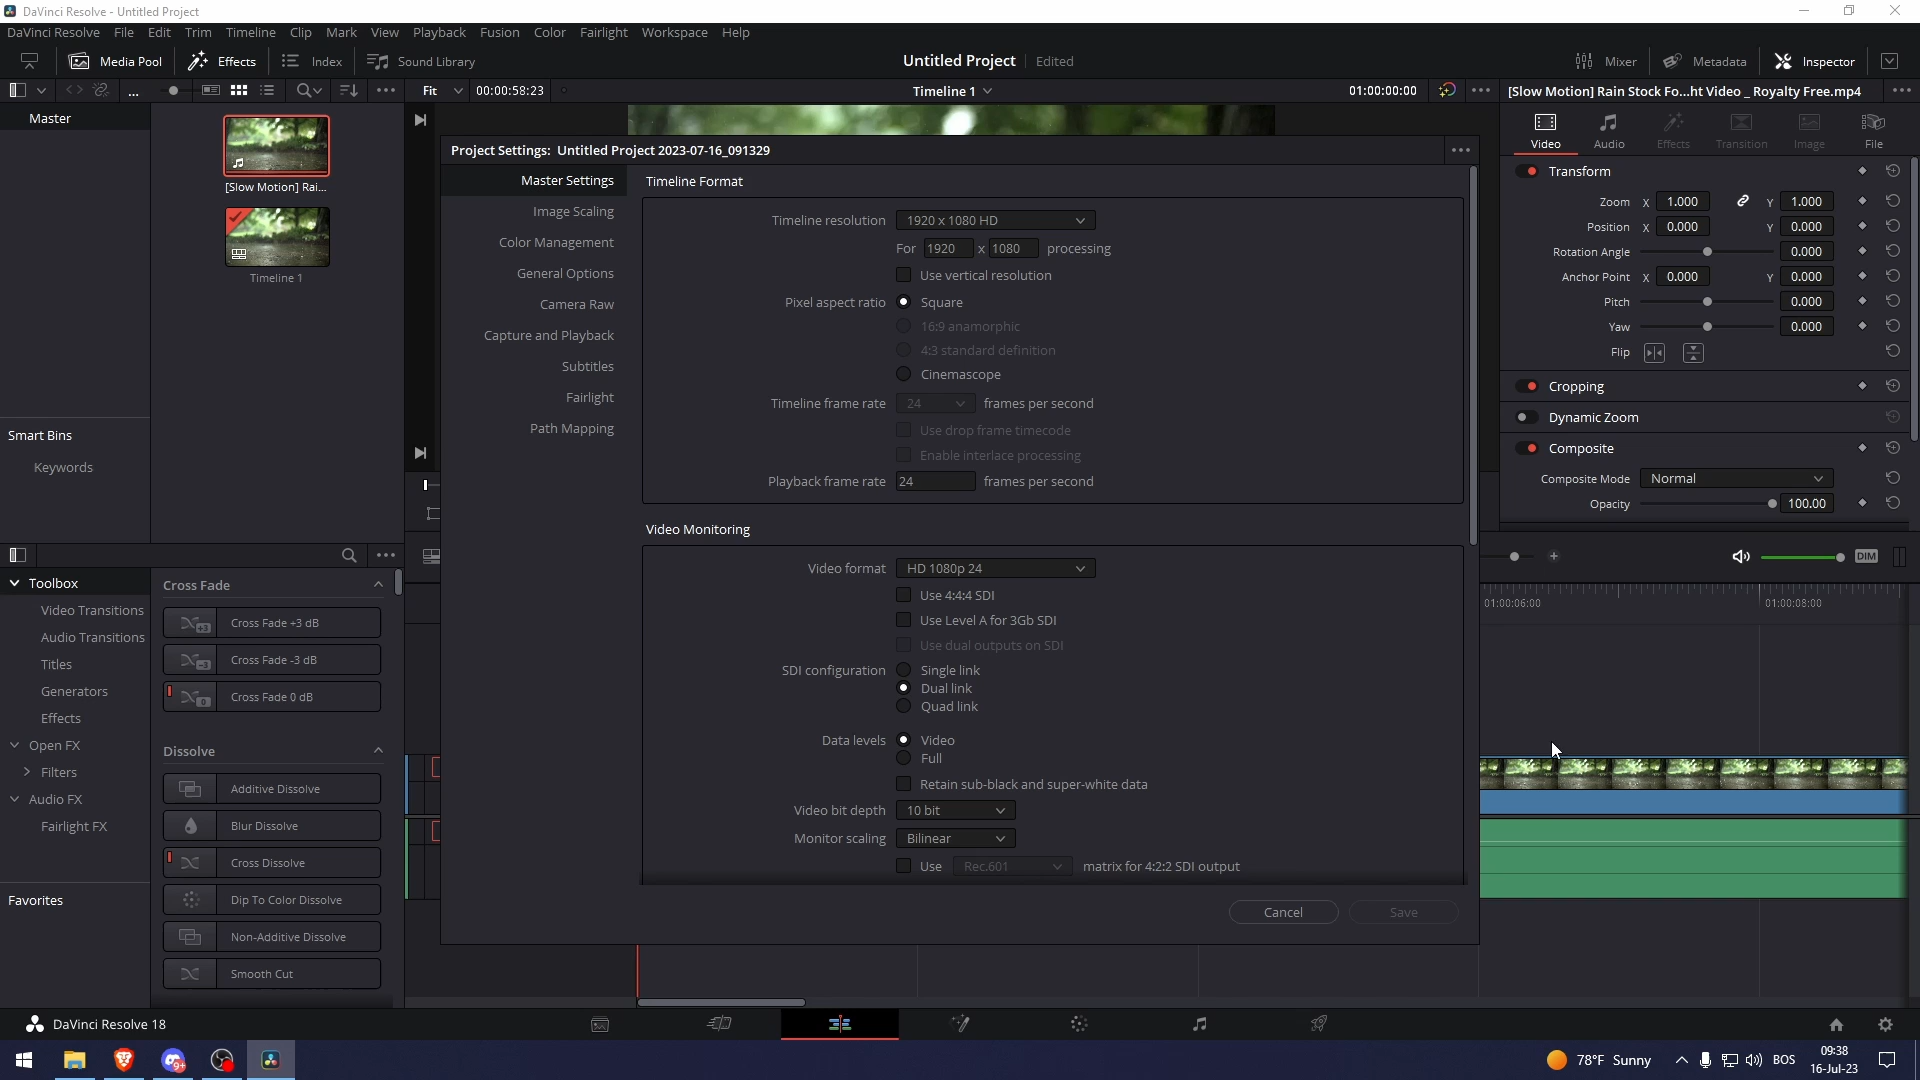 DaVinci Resolve - Untitled Project
DaVinci Resolve File Edit Trim Timeline Clip Mark View Playback Fusion Color Fairlight Workspace Help
Media Pool Effects Index Sound Library Untitled Project Edited Mixer Metadata Inspector
... Fit 00:00:58:23 Timeline 1 01:00:00:00 [Slow Motion] Rain Stock Fo...ht Video _ Royalty Free.mp4
Master
[Slow Motion] Rai...
Timeline 1
Smart Bins
Keywords
Project Settings: Untitled Project 2023-07-16_091329
Master Settings
Image Scaling
Color Management
General Options
Camera Raw
Capture and Playback
Subtitles
Fairlight
Path Mapping
Timeline Format
Timeline resolution 1920 x 1080 HD
For 1920 x 1080 processing
Use vertical resolution
Pixel aspect ratio Square
16:9 anamorphic
4:3 standard definition
Cinemascope
Timeline frame rate 24 frames per second
Use drop frame timecode
Enable interlace processing
Playback frame rate 24 frames per second
Video Monitoring
Video format HD 1080p 24
Use 4:4:4 SDI
Use Level A for 3Gb SDI
Use dual outputs on SDI
SDI configuration Single link
Dual link
Quad link
Data levels Video
Full
Retain sub-black and super-white data
Video bit depth 10 bit
Monitor scaling Bilinear
Use Rec.601 matrix for 4:2:2 SDI output
Cancel Save
Video Audio Effects Transition Image File
Transform
Zoom X 1.000 Y 1.000
Position X 0.000 Y 0.000
Rotation Angle 0.000
Anchor Point X 0.000 Y 0.000
Pitch 0.000
Yaw 0.000
Flip
Cropping
Dynamic Zoom
Composite
Composite Mode Normal
Opacity 100.00
DIM
01:00:06:00 01:00:08:00
Toolbox
Video Transitions
Audio Transitions
Titles
Generators
Effects
Open FX
Filters
Audio FX
Fairlight FX
Favorites
Cross Fade
+3 Cross Fade +3 dB
-3 Cross Fade -3 dB
0 Cross Fade 0 dB
Dissolve
Additive Dissolve
Blur Dissolve
Cross Dissolve
Dip To Color Dissolve
Non-Additive Dissolve
Smooth Cut
DaVinci Resolve 18
9+ 78°F Sunny BOS 09:38
16-Jul-23